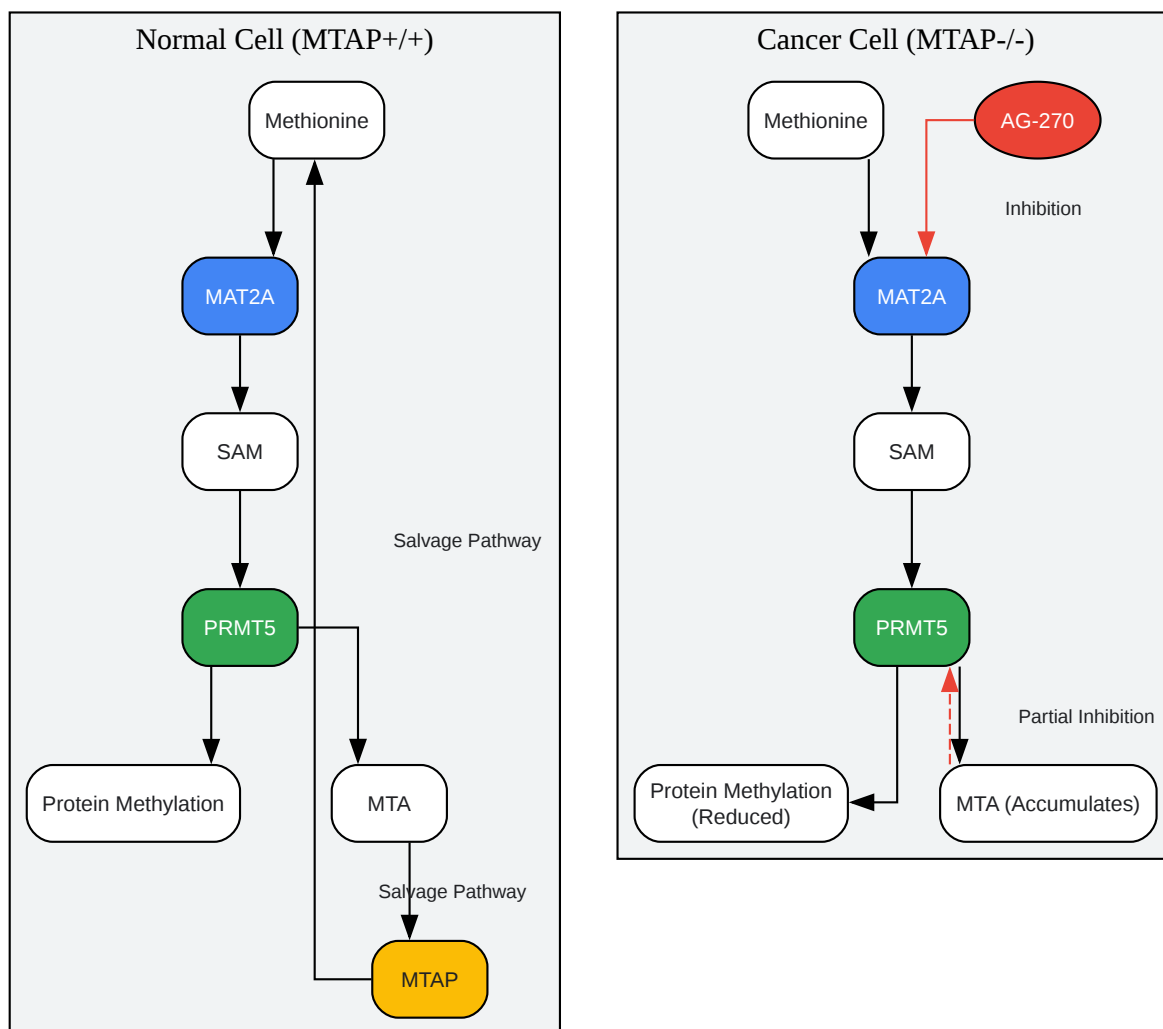 Normal Cell (MTAP+/+)
Methionine
MAT2A
SAM
Salvage Pathway
PRMT5
Protein Methylation
MTA
Salvage Pathway
MTAP
Cancer Cell (MTAP-/-)
Methionine
AG-270
Inhibition
MAT2A
SAM
PRMT5
Partial Inhibition
Protein Methylation
(Reduced)
MTA (Accumulates)